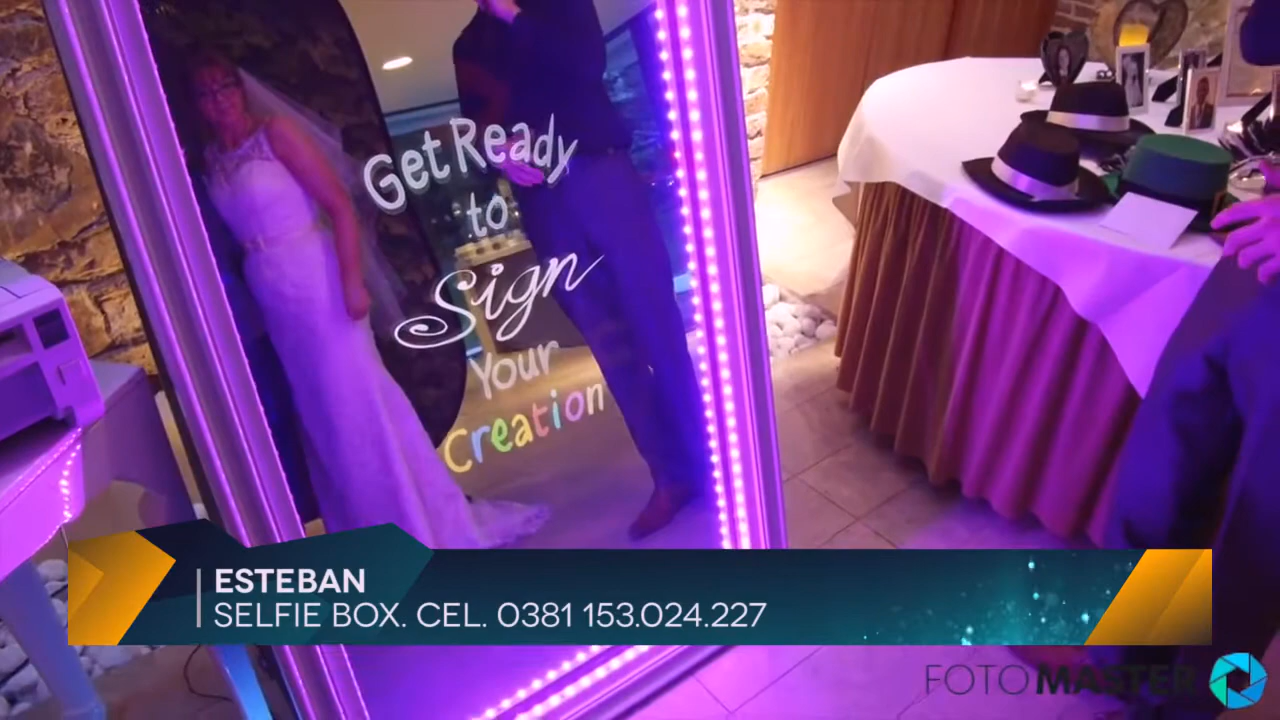 Get Ready
to
Sign
Your
Creation
ESTEBAN
SELFIE BOX. CEL. 0381 153.024.227
FOTOMASTER